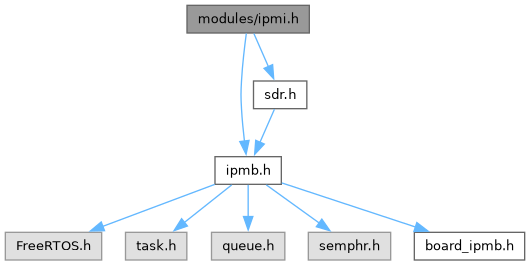 modules/ipmi.h
sdr.h
ipmb.h
FreeRTOS.h
task.h
queue.h
semphr.h
board_ipmb.h